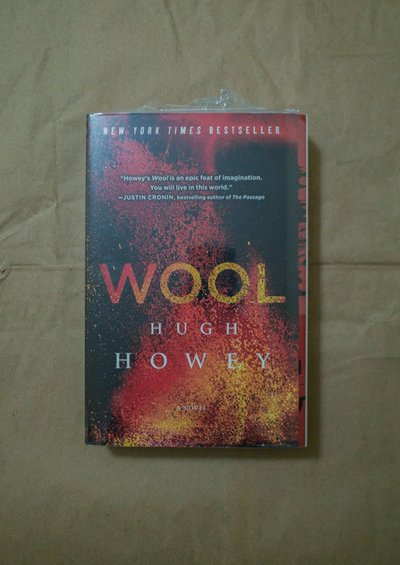 NEW YORK TIMES BESTSELLER
“Howey’s Wool is an epic feat of imagination.
You will live in this world.”
—JUSTIN CRONIN, bestselling author of The Passage
WOOL
HUGH
HOWEY
A NOVEL